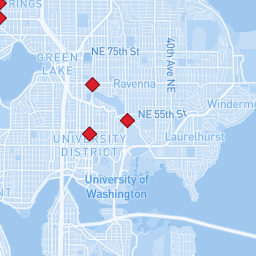 RINGS
NE 75th St
40th Ave NE
GREEN
LAKE
Ravenna
Windermer
NE 55th St
Laurelhurst
UNIVERSITY
DISTRICT
University of
Washington
NT